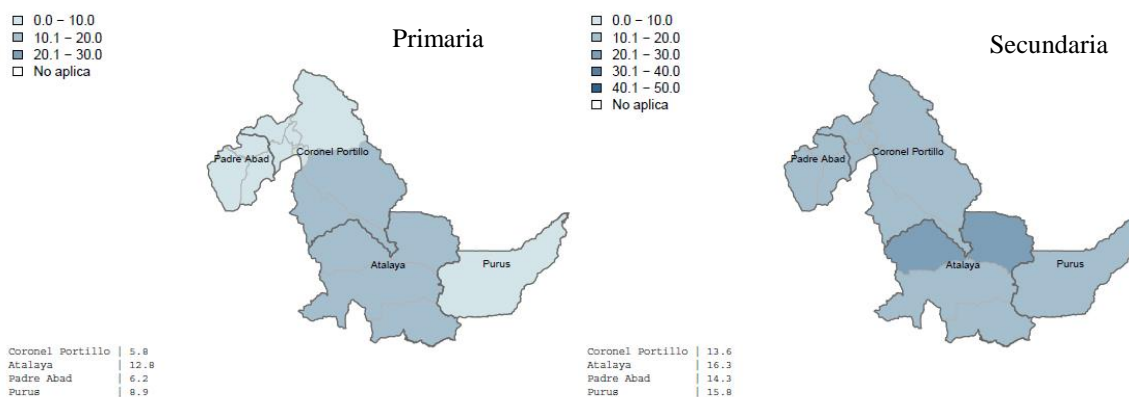 0.0 − 10.0
10.1 − 20.0
20.1 − 30.0
No aplica
Primaria
Padre Abad
Coronel Portillo
Atalaya
Purus
Coronel Portillo | 5.8
Atalaya | 12.8
Padre Abad | 6.2
Purus | 8.9
0.0 − 10.0
10.1 − 20.0
20.1 − 30.0
30.1 − 40.0
40.1 − 50.0
No aplica
Secundaria
Padre Abad
Coronel Portillo
Atalaya
Purus
Coronel Portillo | 13.6
Atalaya | 16.3
Padre Abad | 14.3
Purus | 15.8